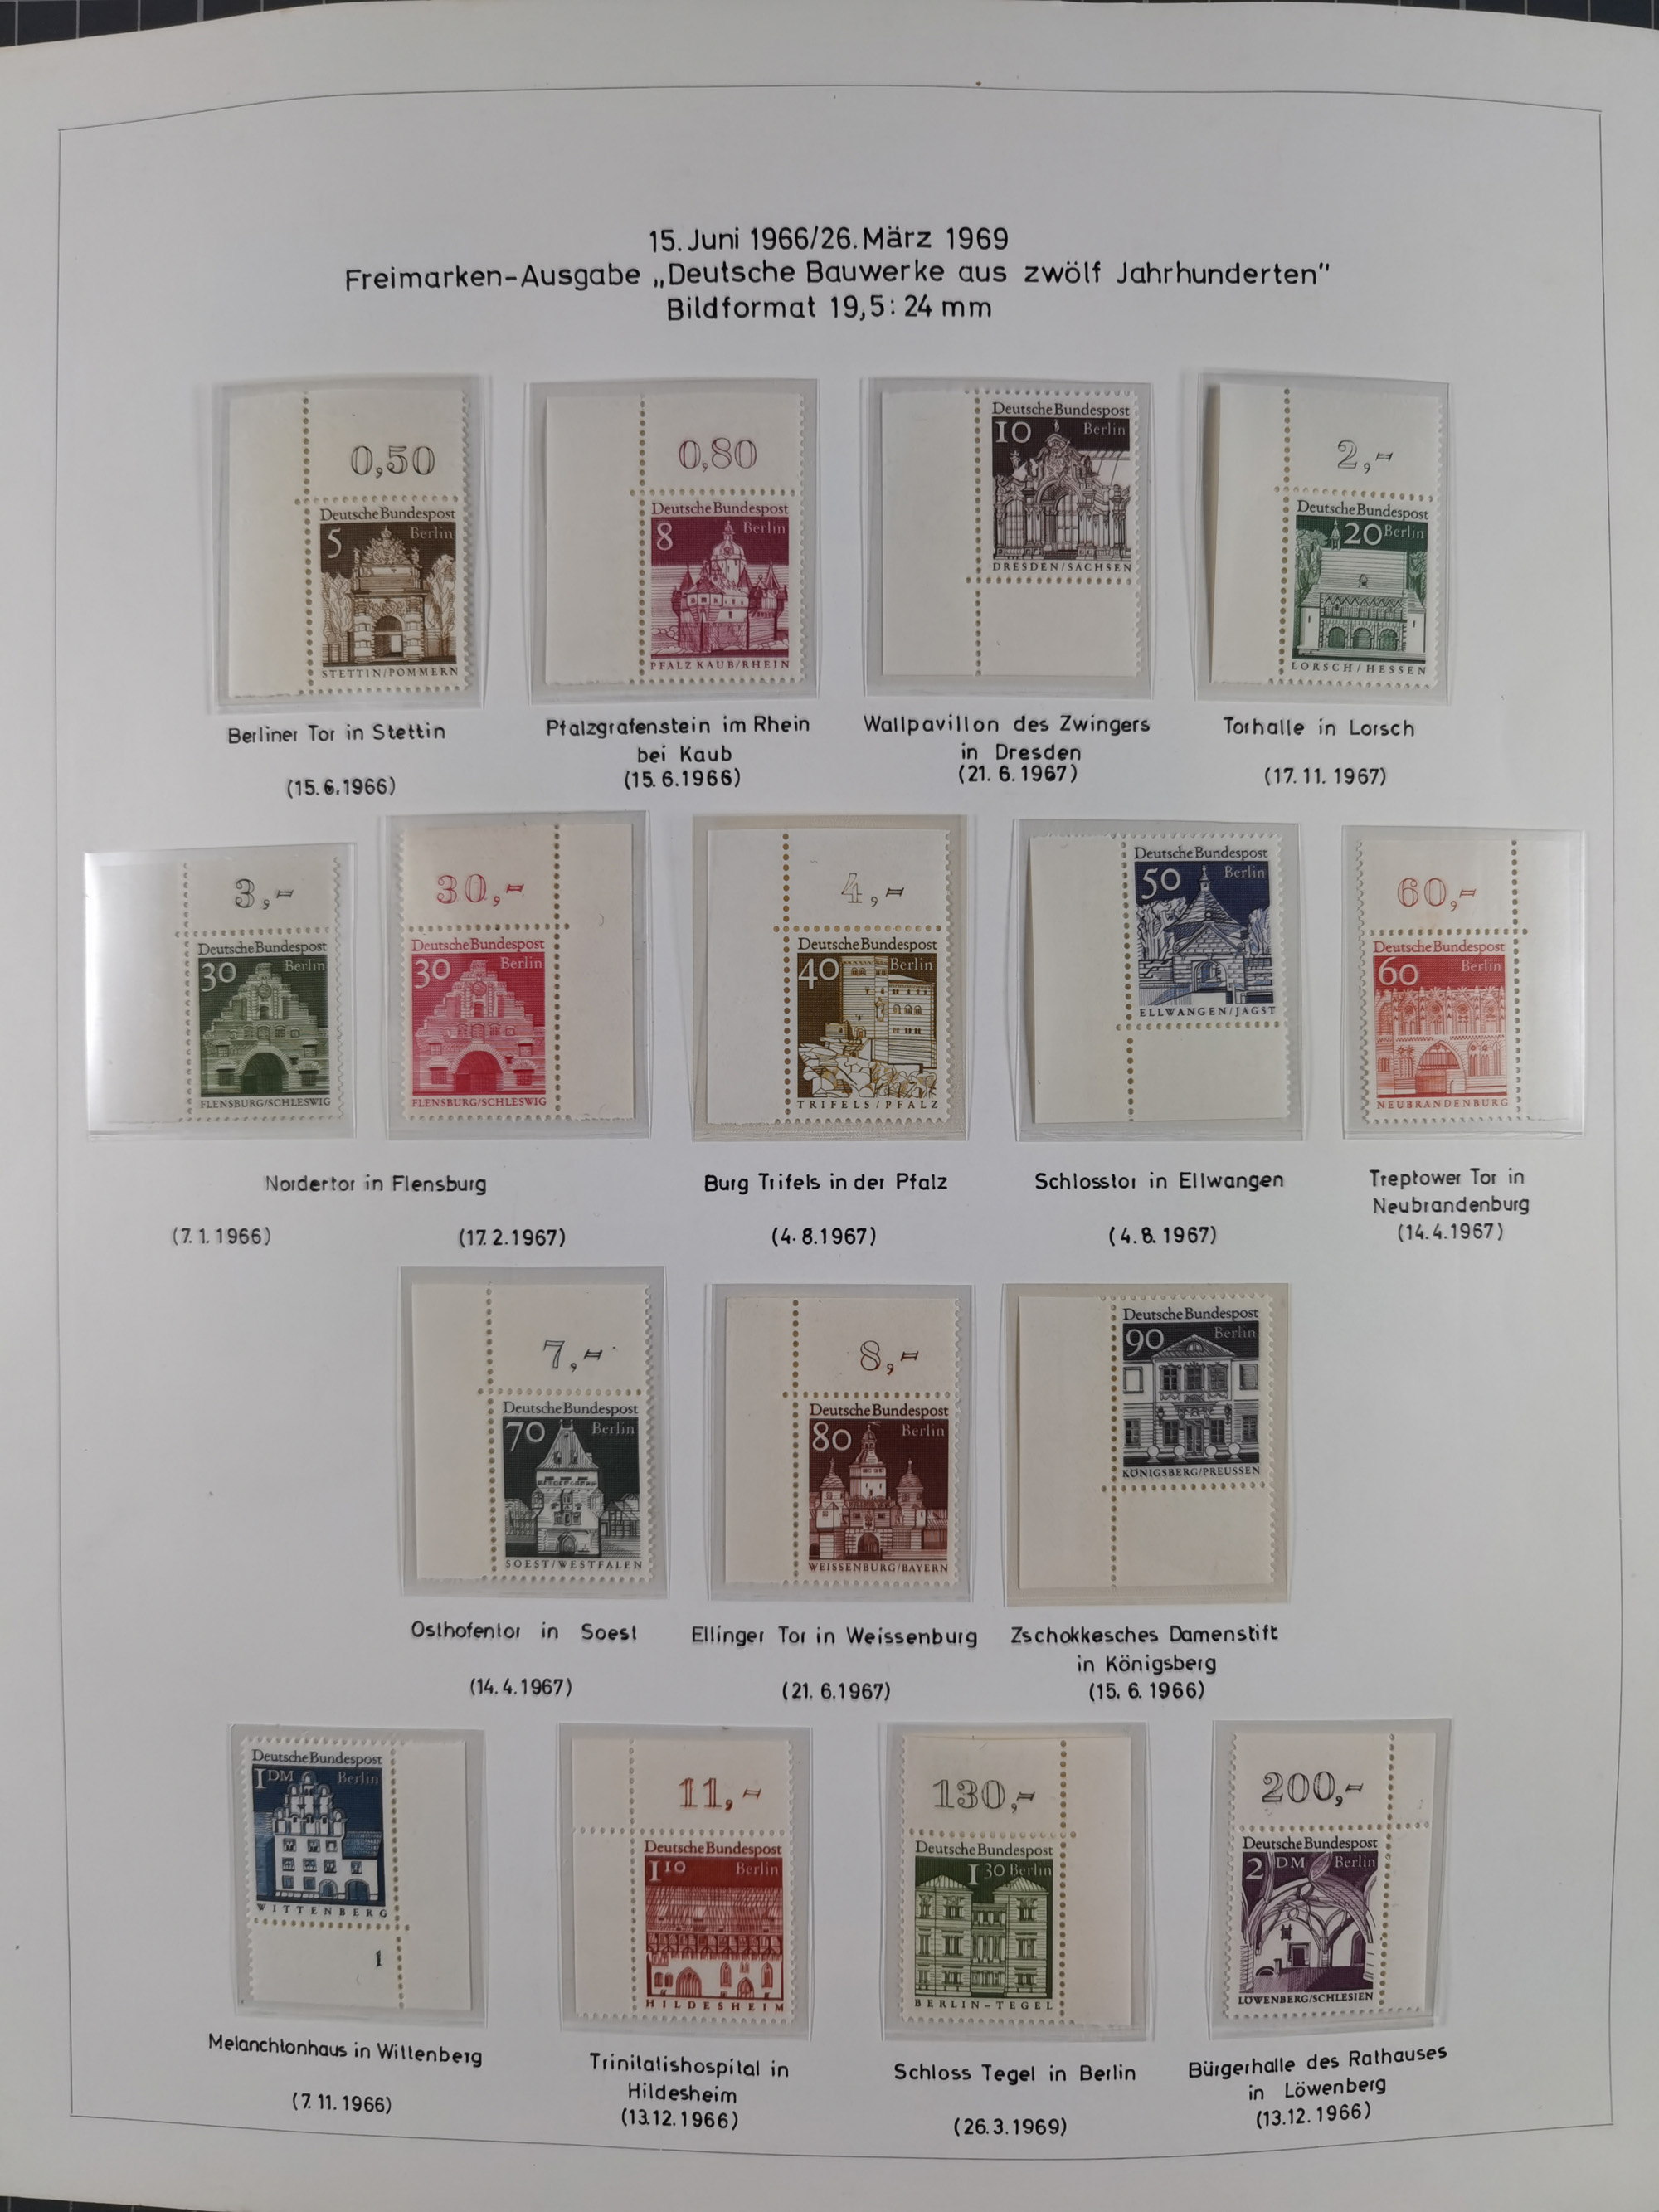 15. Juni 1966/26. März 1969
Freimarken-Ausgabe „Deutsche Bauwerke aus zwölf Jahrhunderten"
Bildformat 19,5:24 mm
0,50
Deutsche Bundespost
5 Berlin
STETTIN/POMMERN
0,80
Deutsche Bundespost
8 Berlin
PFALZ KAUB/RHEIN
Deutsche Bundespost
10 Berlin
DRESDEN/SACHSEN
2,-
Deutsche Bundespost
20 Berlin
LORSCH/HESSEN
Berliner Tor in Stettin
(15.6.1966)
Pfalzgrafenstein im Rhein
bei Kaub
(15.6.1966)
Wallpavillon des Zwingers
in Dresden
(21.6.1967)
Torhalle in Lorsch
(17.11.1967)
3,-
Deutsche Bundespost
30 Berlin
FLENSBURG/SCHLESWIG
30,-
Deutsche Bundespost
30 Berlin
FLENSBURG/SCHLESWIG
4,-
Deutsche Bundespost
40 Berlin
TRIFELS/PFALZ
Deutsche Bundespost
50 Berlin
ELLWANGEN/JAGST
60,-
Deutsche Bundespost
60 Berlin
NEUBRANDENBURG
Nordertor in Flensburg
(7.1.1966) (17.2.1967)
Burg Trifels in der Pfalz
(4.8.1967)
Schlosstor in Ellwangen
(4.8.1967)
Treptower Tor in
Neubrandenburg
(14.4.1967)
7,-
Deutsche Bundespost
70 Berlin
SOEST/WESTFALEN
8,-
Deutsche Bundespost
80 Berlin
WEISSENBURG/BAYERN
Deutsche Bundespost
90 Berlin
KÖNIGSBERG/PREUSSEN
Osthofentor in Soest
(14.4.1967)
Ellinger Tor in Weissenburg
(21.6.1967)
Zschokkesches Damenstift
in Königsberg
(15.6.1966)
Deutsche Bundespost
1 DM Berlin
WITTENBERG
1
11,-
Deutsche Bundespost
1 10 Berlin
HILDESHEIM
130,-
Deutsche Bundespost
1 30 Berlin
BERLIN-TEGEL
200,-
Deutsche Bundespost
2 DM Berlin
LÖWENBERG/SCHLESIEN
Melanchtonhaus in Wittenberg
(7.11.1966)
Trinitatishospital in
Hildesheim
(13.12.1966)
Schloss Tegel in Berlin
(26.3.1969)
Bürgerhalle des Rathauses
in Löwenberg
(13.12.1966)